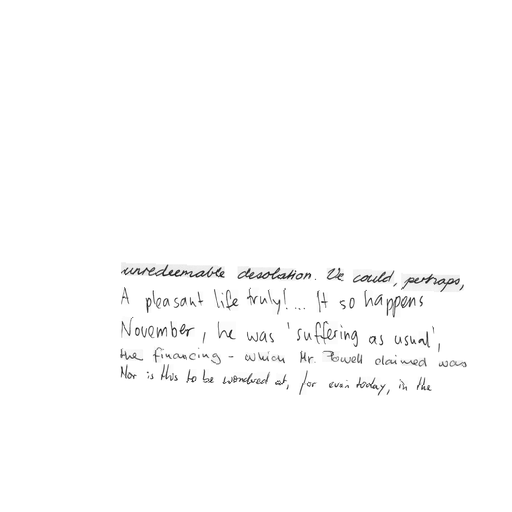 unredeemable desolation. We could, perhaps,
A pleasant life truly!... It so happens
November, he was 'suffering as usual',
the financing - which Mr. Powell claimed was
Nor is this to be wondred at, for even today, in the